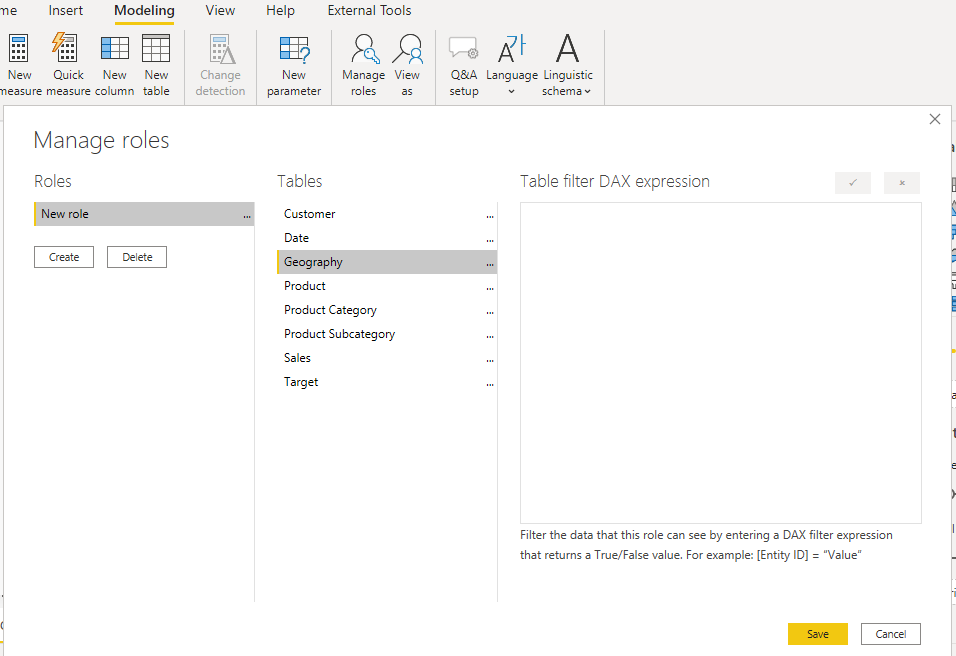 me Insert Modeling View Help External Tools
New measure
Quick measure
New column
New table
Change detection
New parameter
Manage roles
View as
Q&A setup
Language
Linguistic schema
Manage roles
Roles
Tables
Table filter DAX expression
New role ...
Create
Delete
Customer ...
Date ...
Geography ...
Product ...
Product Category ...
Product Subcategory ...
Sales ...
Target ...
Filter the data that this role can see by entering a DAX filter expression
that returns a True/False value. For example: [Entity ID] = “Value”
Save
Cancel